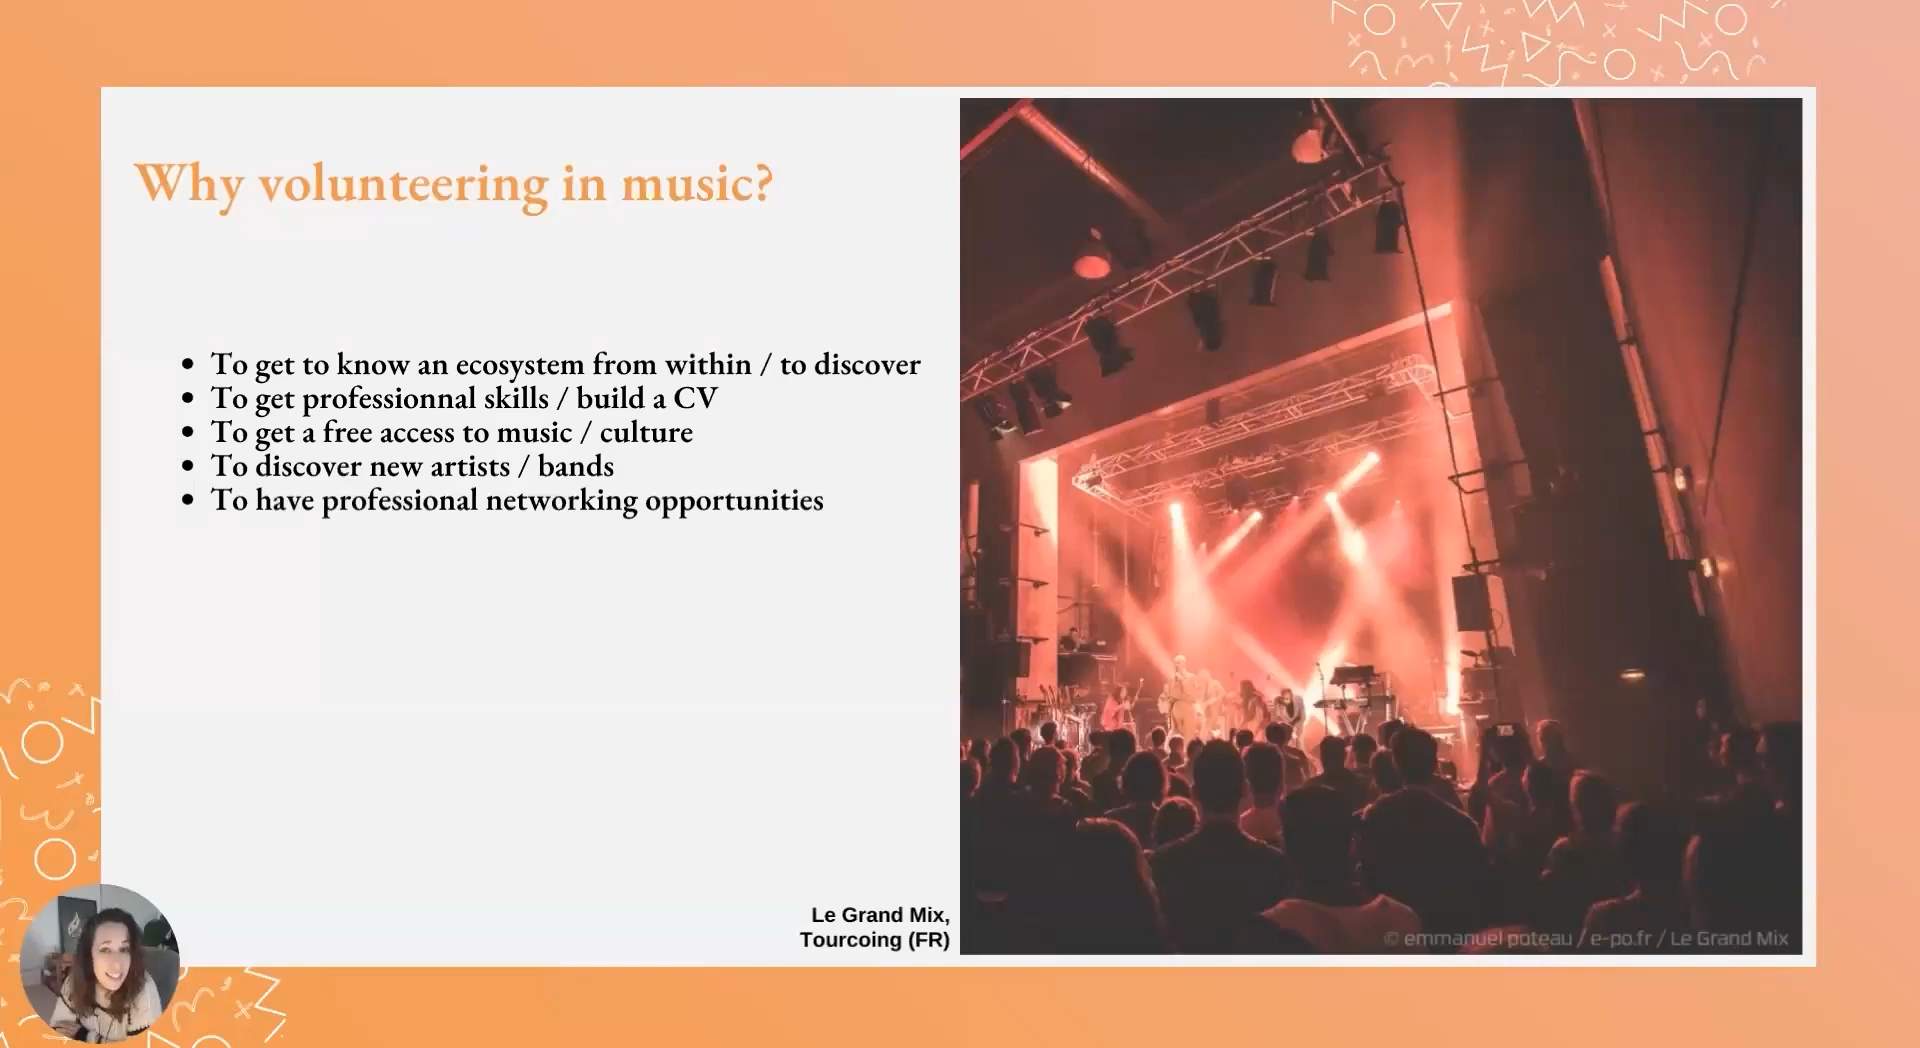 Why volunteering in music?
• To get to know an ecosystem from within / to discover
• To get professionnal skills / build a CV
• To get a free access to music / culture
• To discover new artists / bands
• To have professional networking opportunities
Le Grand Mix,
Tourcoing (FR)
© emmanuel poteau / e-po.fr / Le Grand Mix